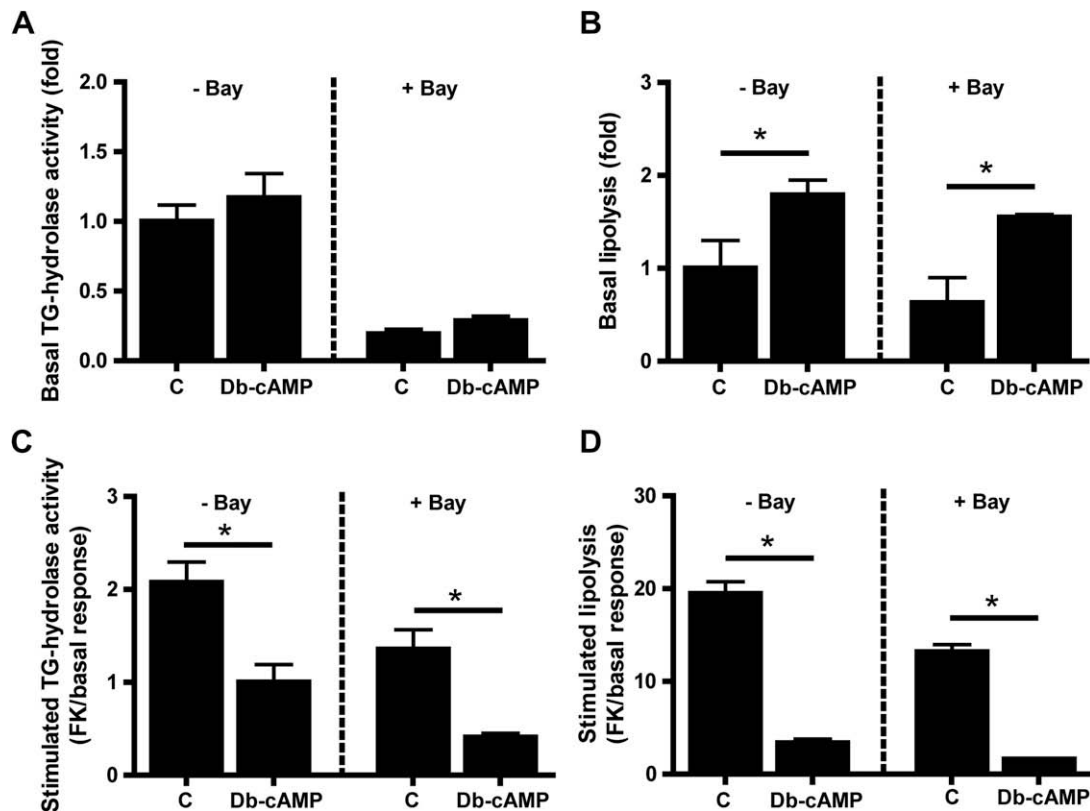 A
Basal TG-hydrolase activity (fold)
2.0
1.5
1.0
0.5
0.0
- Bay
+ Bay
C
Db-cAMP
C
Db-cAMP
B
Basal lipolysis (fold)
3
2
1
0
- Bay
+ Bay
*
*
C
Db-cAMP
C
Db-cAMP
C
Stimulated TG-hydrolase activity
(FK/basal response)
3
2
1
0
- Bay
+ Bay
*
*
C
Db-cAMP
C
Db-cAMP
D
Stimulated lipolysis
(FK/basal response)
30
20
10
0
- Bay
+ Bay
*
*
C
Db-cAMP
C
Db-cAMP